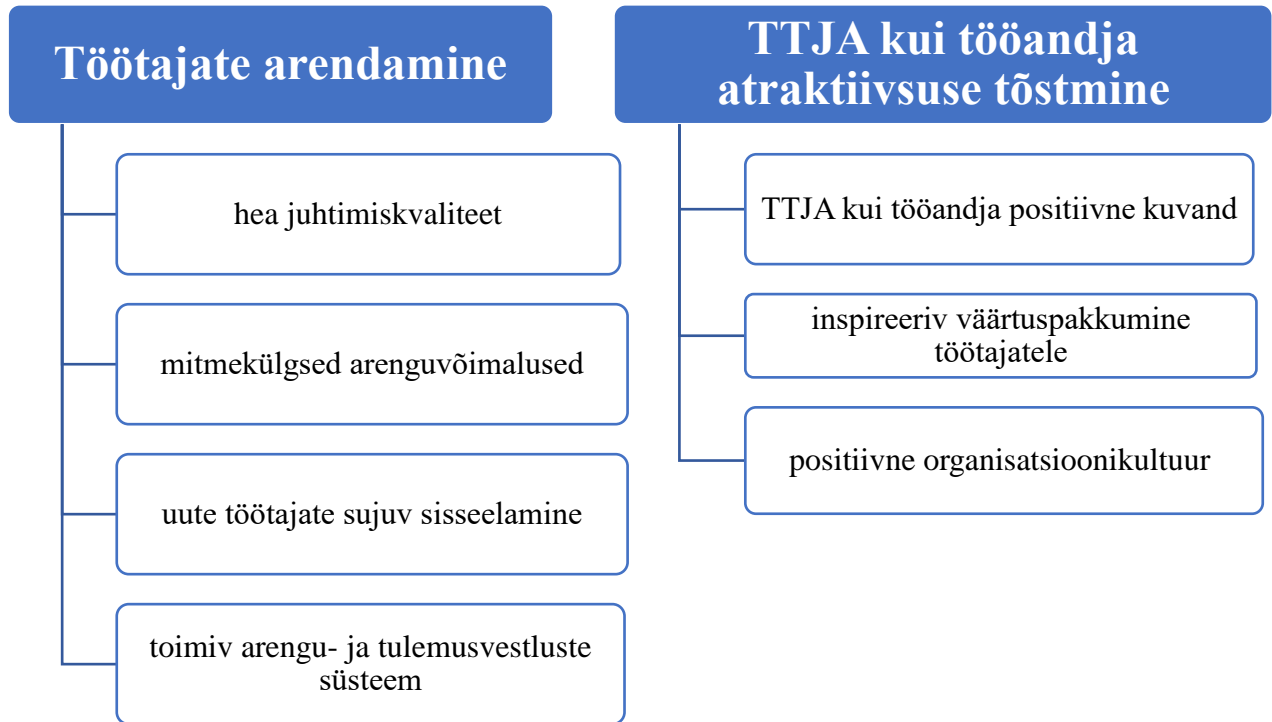 Töötajate arendamine
hea juhtimiskvaliteet
mitmekülgsed arenguvõimalused
uute töötajate sujuv sisseelamine
toimiv arengu- ja tulemusvestluste
süsteem
TTJA kui tööandja
atraktiivsuse tõstmine
TTJA kui tööandja positiivne kuvand
inspireeriv väärtuspakkumine
töötajatele
positiivne organisatsioonikultuur